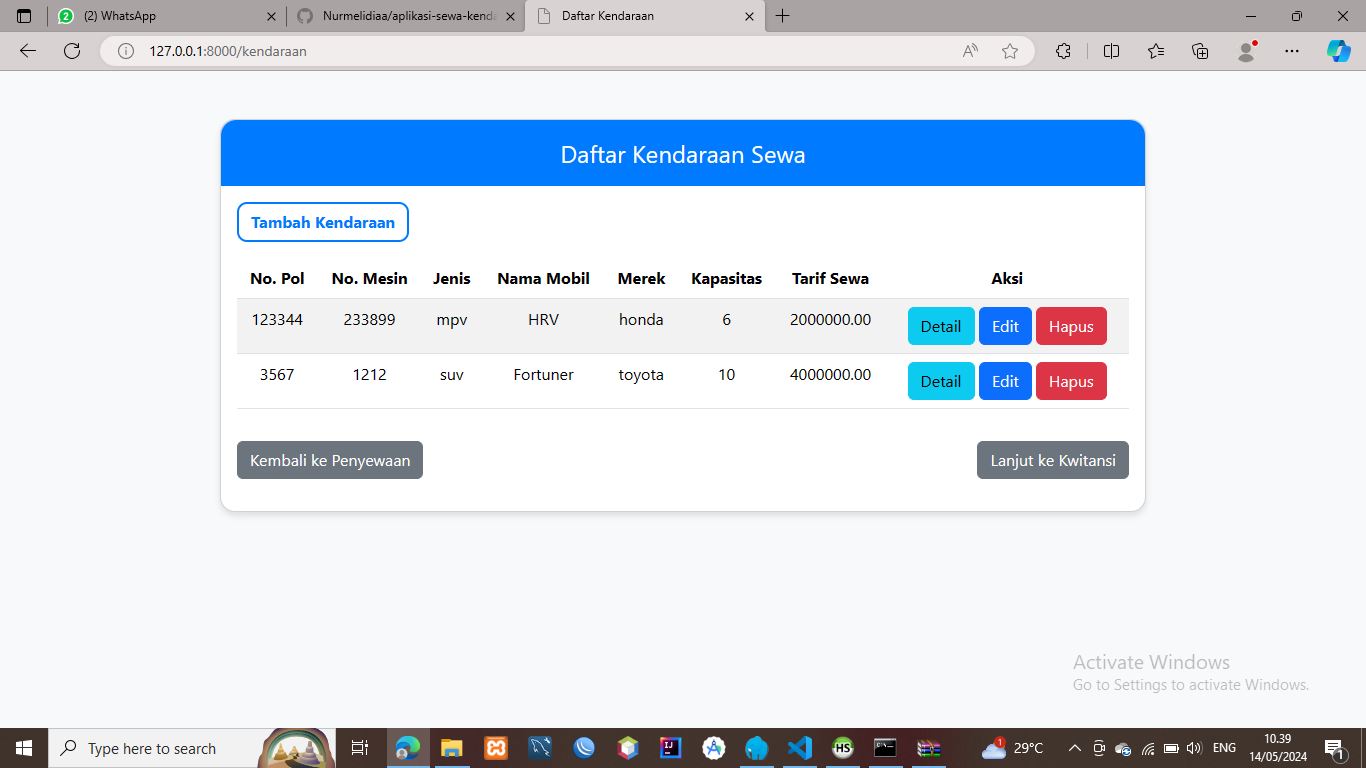 (2) WhatsApp
Nurmelidiaa/aplikasi-sewa-kenda
Daftar Kendaraan
127.0.0.1:8000/kendaraan
Daftar Kendaraan Sewa
Tambah Kendaraan
No. Pol No. Mesin Jenis Nama Mobil Merek Kapasitas Tarif Sewa Aksi
123344 233899 mpv HRV honda 6 2000000.00 Detail Edit Hapus
3567 1212 suv Fortuner toyota 10 4000000.00 Detail Edit Hapus
Kembali ke Penyewaan Lanjut ke Kwitansi
Activate Windows
Go to Settings to activate Windows.
Type here to search
29°C
ENG
10.39
14/05/2024